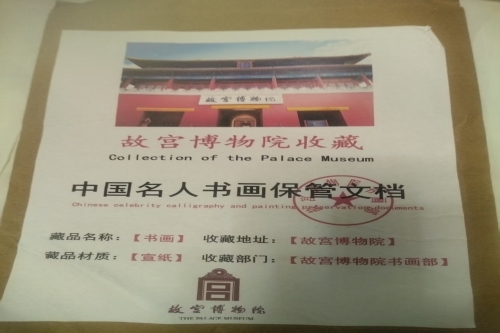 故宫博物院
故宫博物院收藏
Collection of the Palace Museum
中国名人书画保管文档
Chinese celebrity calligraphy and painting preservation documents
藏品名称：【书画】 收藏地址：【故宫博物院】
藏品材质：【宣纸】 收藏部门：【故宫博物院书画部】
故宫博物院
THE PALACE MUSEUM